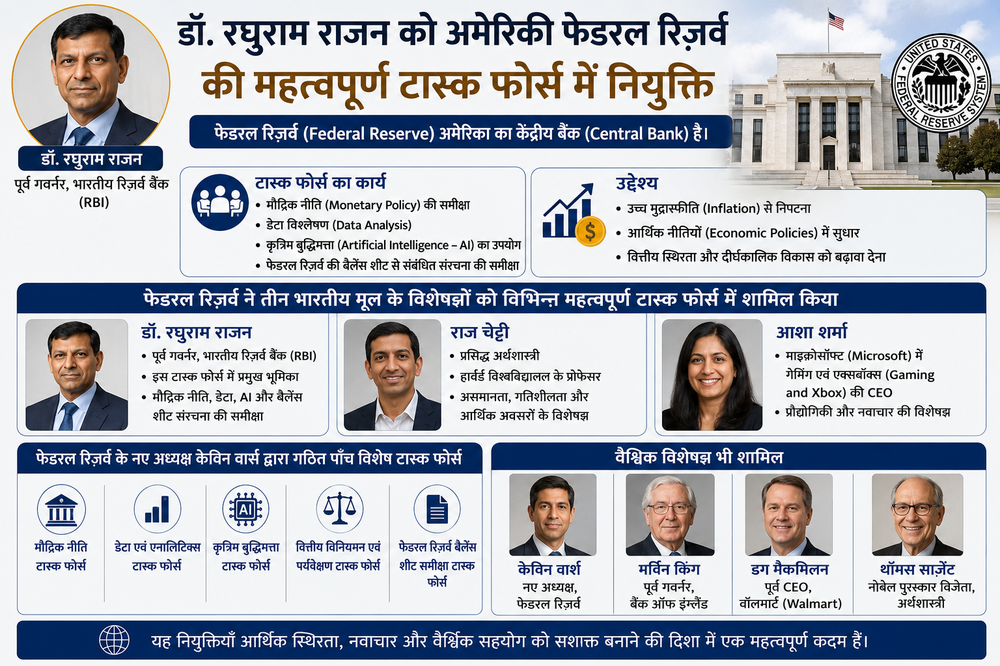 डॉ. रघुराम राजन को अमेरिकी फेडरल रिज़र्व
की महत्वपूर्ण टास्क फोर्स में नियुक्ति
फेडरल रिज़र्व (Federal Reserve) अमेरिका का केंद्रीय बैंक (Central Bank) है।
UNITED STATES
FEDERAL RESERVE SYSTEM
डॉ. रघुराम राजन
पूर्व गवर्नर, भारतीय रिज़र्व बैंक
(RBI)
टास्क फोर्स का कार्य
• मौद्रिक नीति (Monetary Policy) की समीक्षा
• डेटा विश्लेषण (Data Analysis)
• कृत्रिम बुद्धिमत्ता (Artificial Intelligence – AI) का उपयोग
• फेडरल रिज़र्व की बैलेंस शीट से संबंधित संरचना की समीक्षा
उद्देश्य
• उच्च मुद्रास्फीति (Inflation) से निपटना
• आर्थिक नीतियों (Economic Policies) में सुधार
• वित्तीय स्थिरता और दीर्घकालिक विकास को बढ़ावा देना
$
फेडरल रिज़र्व ने तीन भारतीय मूल के विशेषज्ञों को विभिन्न महत्वपूर्ण टास्क फोर्स में शामिल किया
डॉ. रघुराम राजन
• पूर्व गवर्नर, भारतीय रिज़र्व बैंक (RBI)
• इस टास्क फोर्स में प्रमुख भूमिका
• मौद्रिक नीति, डेटा, AI और बैलेंस
शीट संरचना की समीक्षा
राज चेट्टी
• प्रसिद्ध अर्थशास्त्री
• हार्वर्ड विश्बबिद्यालल के प्रोफेसर
• असमानता, गतिशीलता और
आर्थिक अवसरों के विशेषज्ञ
आशा शर्मा
• माइक्रोसॉफ्ट (Microsoft) में
गेमिंग एवं एक्सबॉक्स (Gaming
and Xbox) की CEO
• प्रौद्योगिकी और नवाचार की विशेषज्ञ
फेडरल रिज़र्व के नए अध्यक्ष केविन वार्स द्वारा गठित पाँच विशेष टास्क फोर्स
मौद्रिक नीति
टास्क फोर्स
डेटा एवं एनालिटिक्स
टास्क फोर्स
AI
कृत्रिम बुद्धिमत्ता
टास्क फोर्स
वित्तीय विनियमन एवं
पर्यवेक्षण टास्क फोर्स
फेडरल रिज़र्व बैलेंस
शीट समीक्षा टास्क
फोर्स
वैश्विक विशेषज्ञ भी शामिल
केविन वार्श
नए अध्यक्ष,
फेडरल रिज़र्व
मर्विन किंग
पूर्व गवर्नर,
बैंक ऑफ इंग्लैंड
डग मैकमिलन
पूर्व CEO,
वॉलमार्ट (Walmart)
थॉमस सार्जेंट
नोबेल पुरस्कार विजेता,
अर्थशास्त्री
यह नियुक्तियाँ आर्थिक स्थिरता, नवाचार और वैर्श्विक सहयोग को सशक्त बनाने की दिशा में एक महत्वपूर्ण कदम हैं।